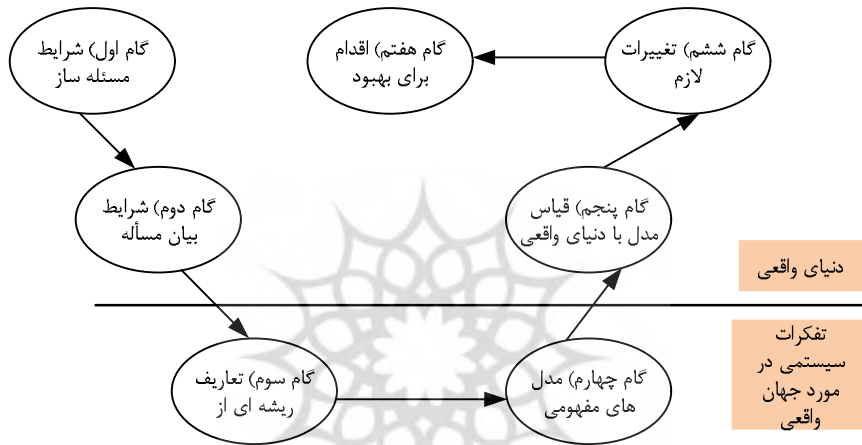 گام اول) شرایط
مسئله ساز
گام دوم) شرایط
بیان مسأله
گام سوم) تعاریف
ریشه ای از
گام چهارم) مدل
های مفهومی
گام پنجم) قیاس
مدل با دنیای واقعی
گام ششم) تغییرات
لازم
گام هفتم) اقدام
برای بهبود
دنیای واقعی
تفکرات
سیستمی در
مورد جهان
واقعی